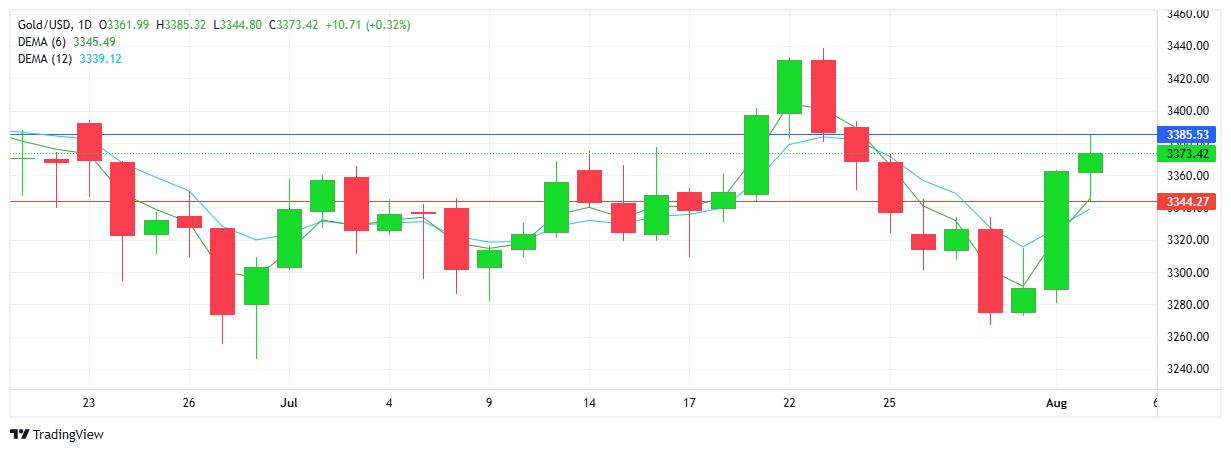 Gold/USD, 1D O3361.99 H3385.32 L3344.80 C3373.42 +10.71 (+0.32%)
DEMA (6) 3345.49
DEMA (12) 3339.12
3460.00
3440.00
3420.00
3400.00
3385.53
3373.42
3360.00
3344.27
3320.00
3300.00
3280.00
3260.00
3240.00
23 26 Jul 4 9 14 17 22 25 Aug 6
TradingView